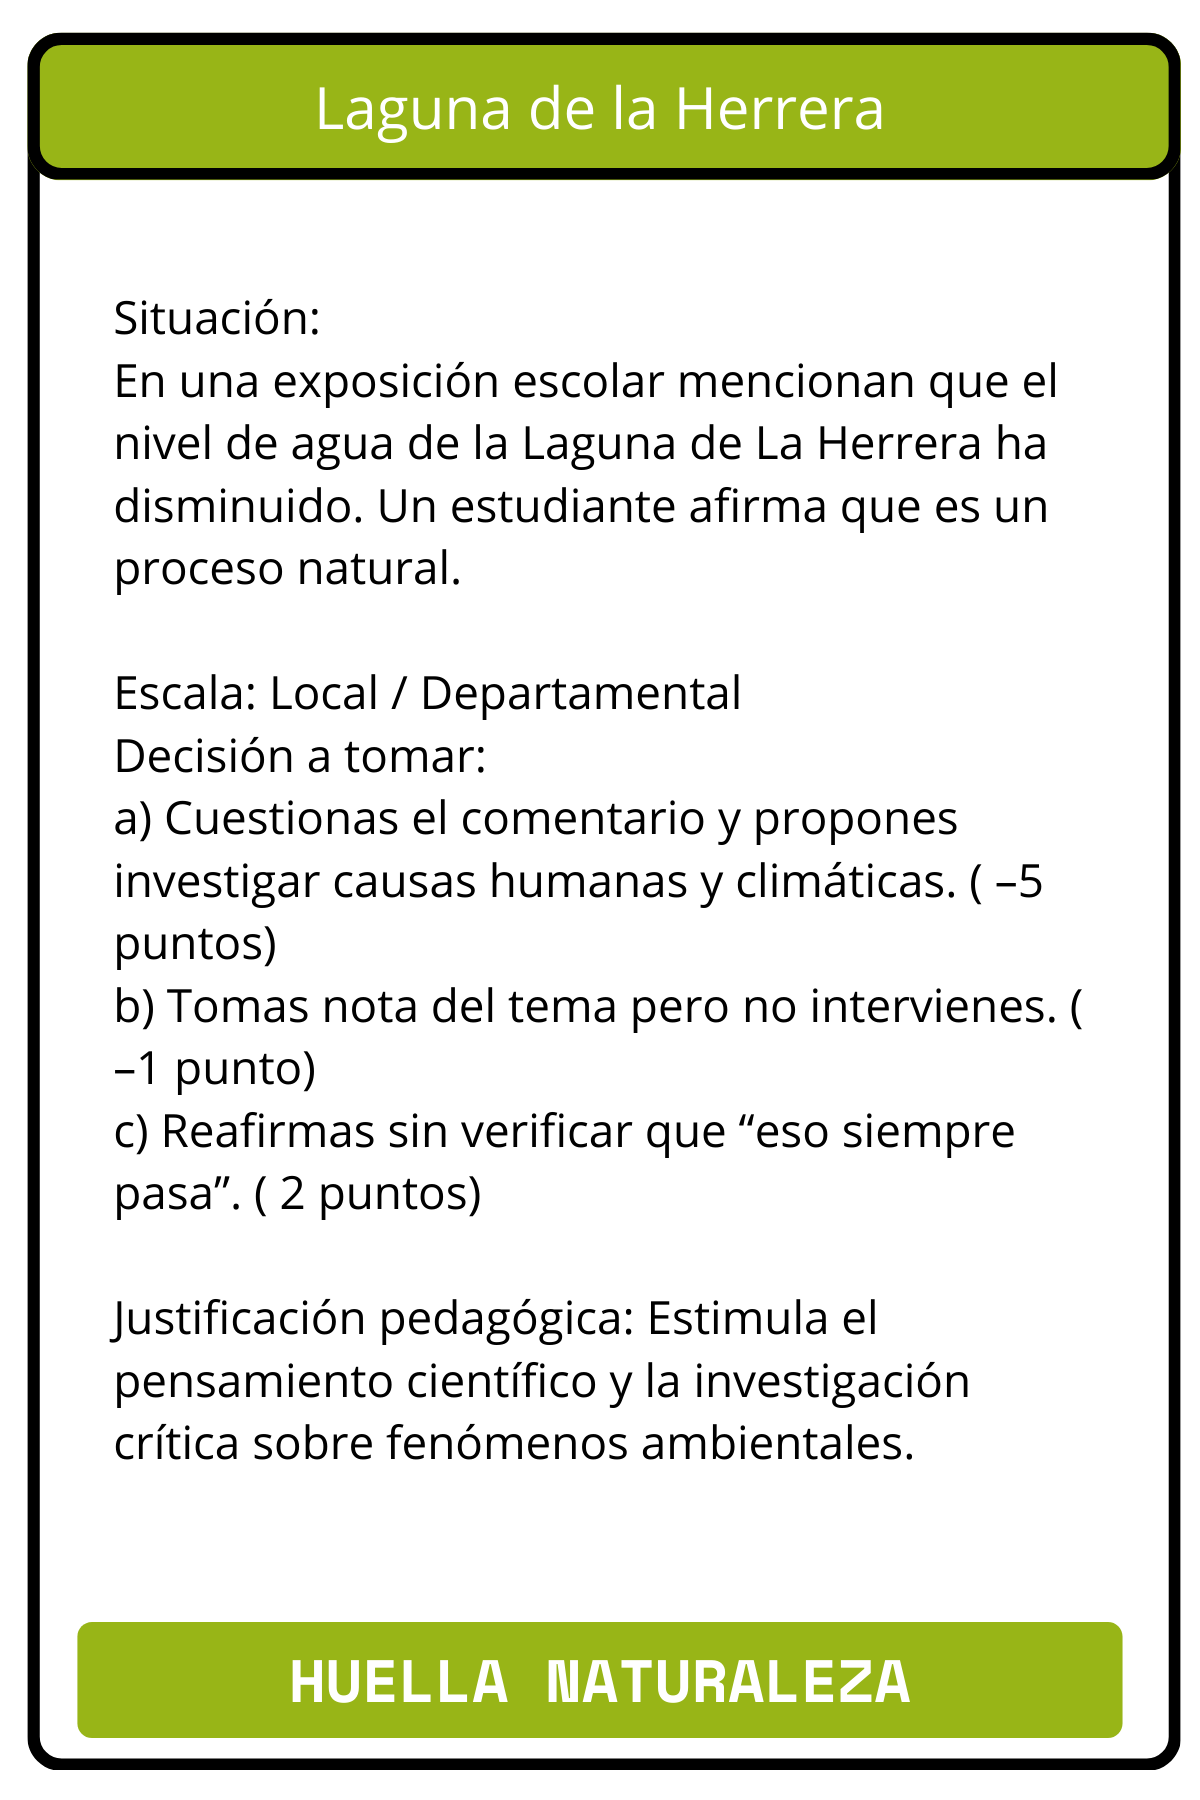 Laguna de la Herrera
Situación:
En una exposición escolar mencionan que el
nivel de agua de la Laguna de La Herrera ha
disminuido. Un estudiante afirma que es un
proceso natural.
Escala: Local / Departamental
Decisión a tomar:
a) Cuestionas el comentario y propones
investigar causas humanas y climáticas. ( –5
puntos)
b) Tomas nota del tema pero no intervienes. (
–1 punto)
c) Reafirmas sin verificar que “eso siempre
pasa”. ( 2 puntos)
Justificación pedagógica: Estimula el
pensamiento científico y la investigación
crítica sobre fenómenos ambientales.
HUELLA NATURALEZA